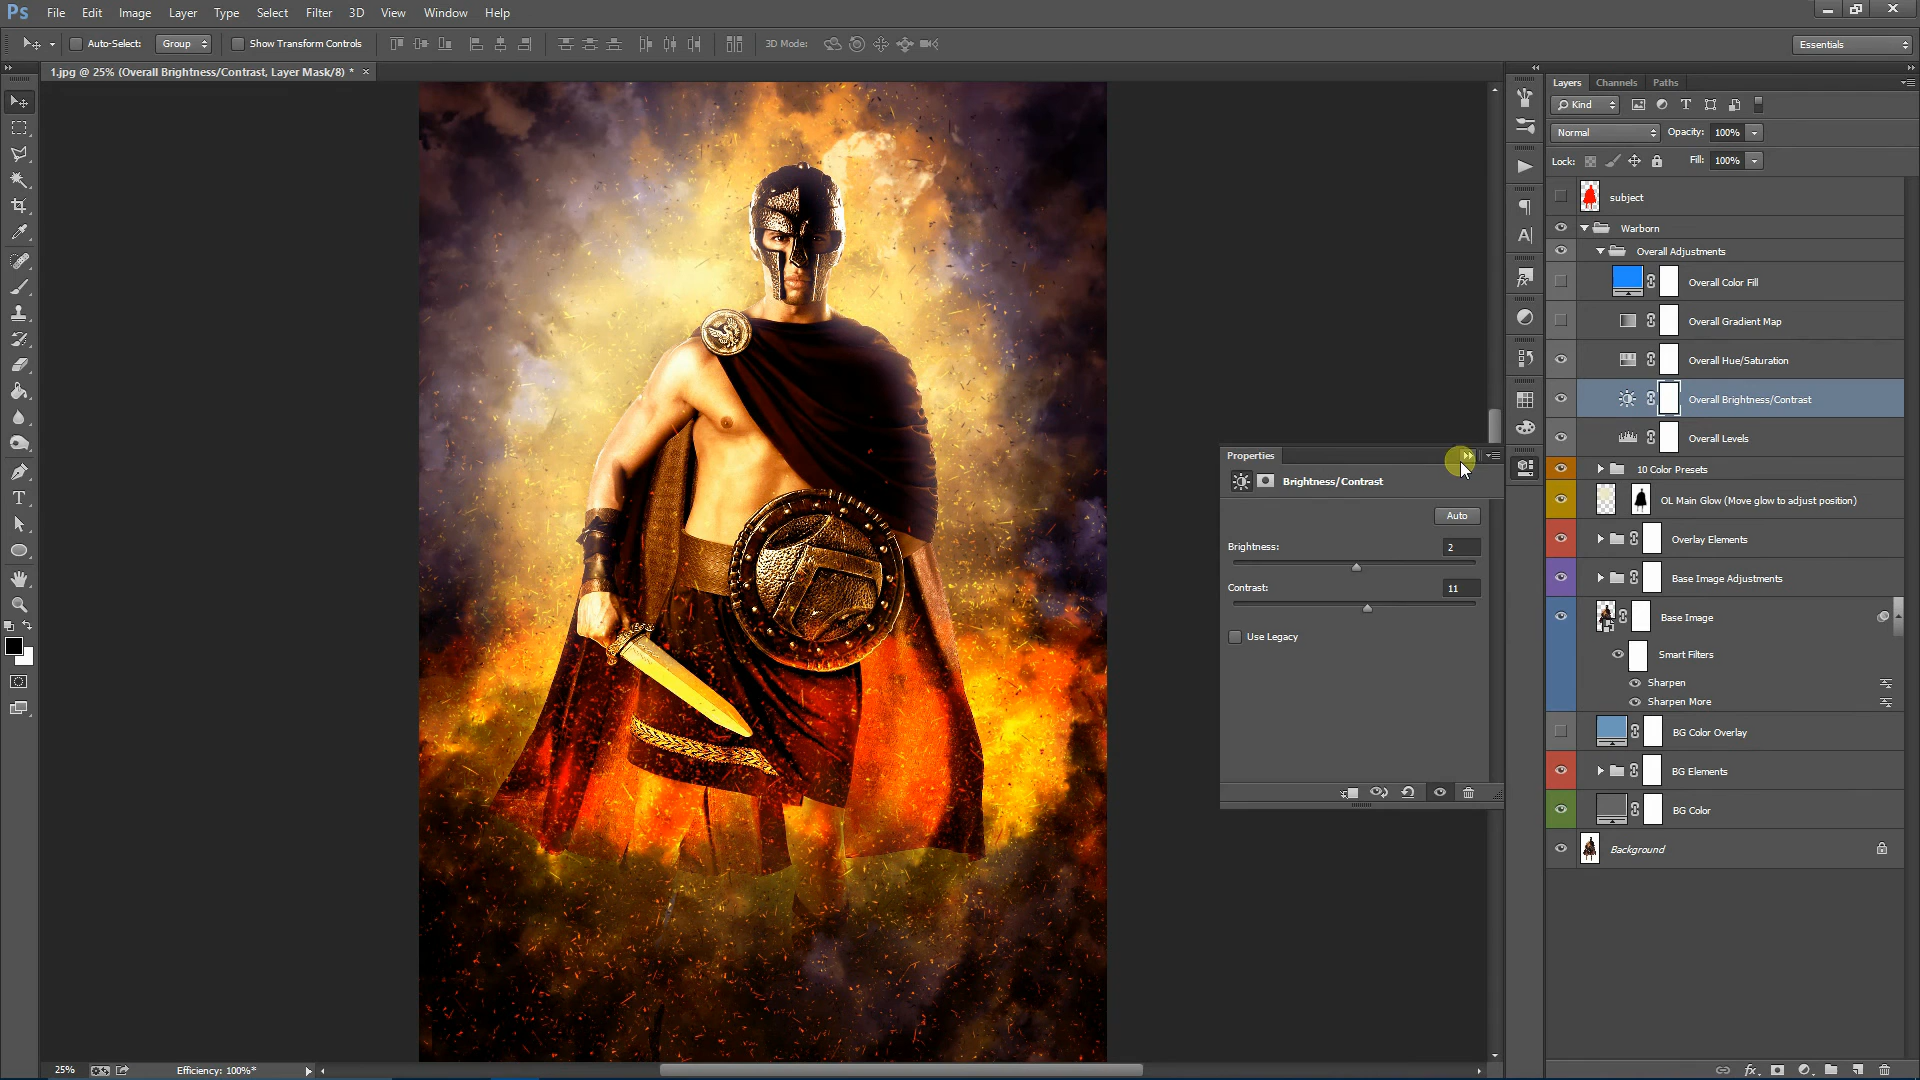 Ps File Edit Image Layer Type Select Filter 3D View Window Help
Auto-Select: Group Show Transform Controls 3D Mode: Essentials
1.jpg @ 25% (Overall Brightness/Contrast, Layer Mask/8) * ×
Layers Channels Paths
Kind
Normal Opacity: 100%
Lock: Fill: 100%
subject
Warborn
Overall Adjustments
Overall Color Fill
Overall Gradient Map
Overall Hue/Saturation
Overall Brightness/Contrast
Overall Levels
10 Color Presets
OL Main Glow (Move glow to adjust position)
Overlay Elements
Base Image Adjustments
Base Image
Smart Filters
Sharpen
Sharpen More
BG Color Overlay
BG Elements
BG Color
Background
Properties
Brightness/Contrast
Auto
Brightness: 2
Contrast: 11
Use Legacy
25% Efficiency: 100%*